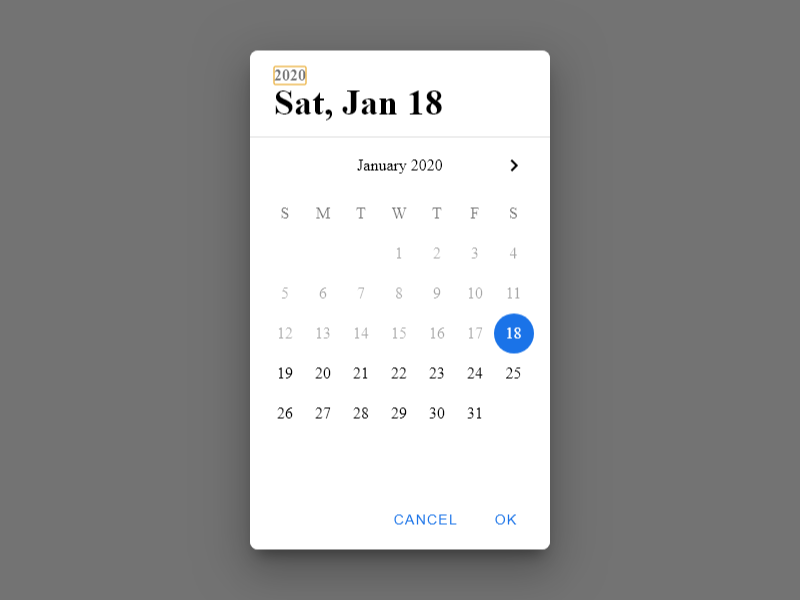 2020
Sat, Jan 18
January 2020
S M T W T F S
1 2 3 4
5 6 7 8 9 10 11
12 13 14 15 16 17 18
19 20 21 22 23 24 25
26 27 28 29 30 31
CANCEL OK